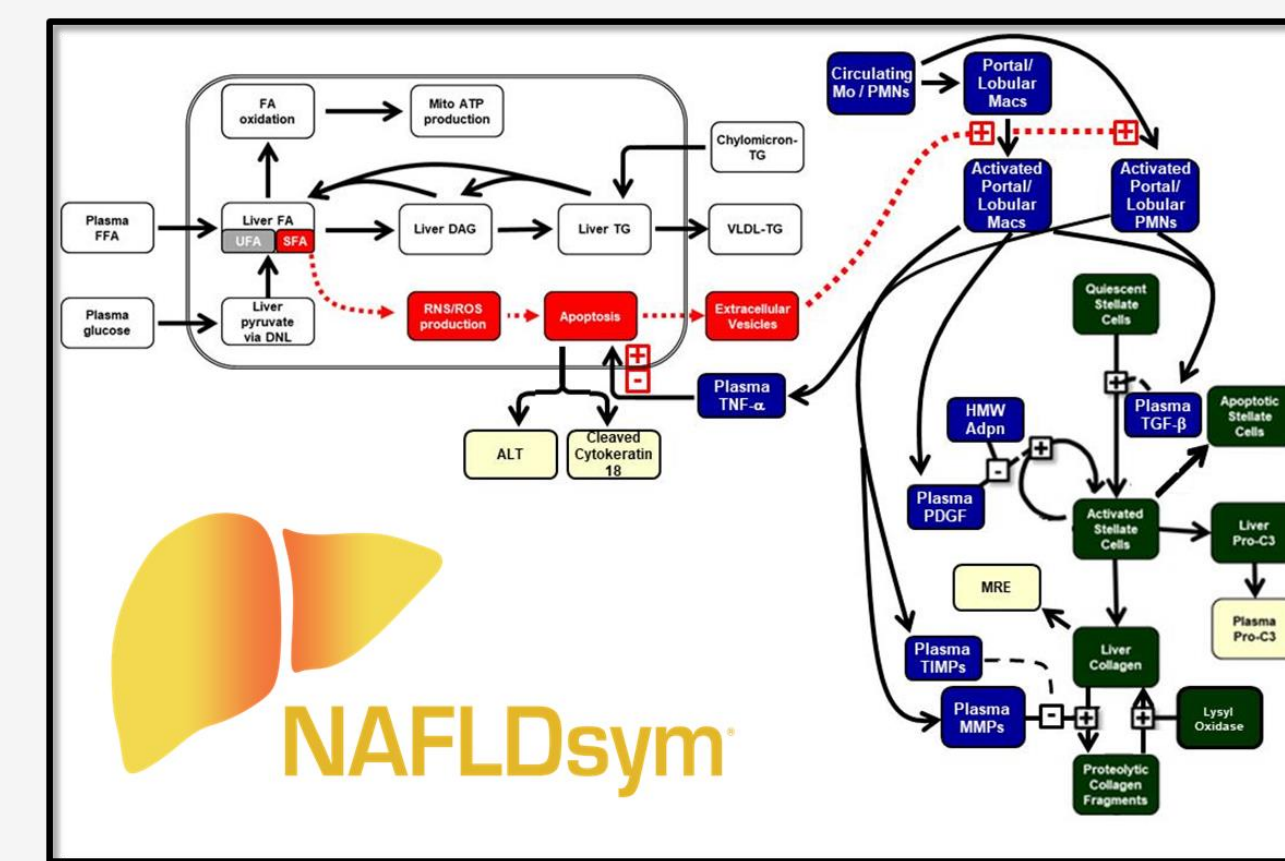 Circulating
Mo / PMNs
Portal/
Lobular
Macs
FA
oxidation
Mito ATP
production
Chylomicron-
TG
+
+
Activated
Portal/
Lobular
Macs
Activated
Portal/
Lobular
PMNs
Plasma
FFA
Liver FA
UFA
SFA
Liver DAG
Liver TG
VLDL-TG
Plasma
glucose
Liver
pyruvate
via DNL
RNS/ROS
production
Apoptosis
Extracellular
Vesicles
Quiescent
Stellate
Cells
+
-
Plasma
TNF-α
+
Plasma
TGF-β
Apoptotic
Stellate
Cells
HMW
Adpn
-
+
ALT
Cleaved
Cytokeratin
18
Plasma
PDGF
Activated
Stellate
Cells
Liver
Pro-C3
MRE
Plasma
Pro-C3
Plasma
TIMPs
Liver
Collagen
Plasma
MMPs
-
+
+
Lysyl
Oxidase
Proteolytic
Collagen
Fragments
NAFLDsym®